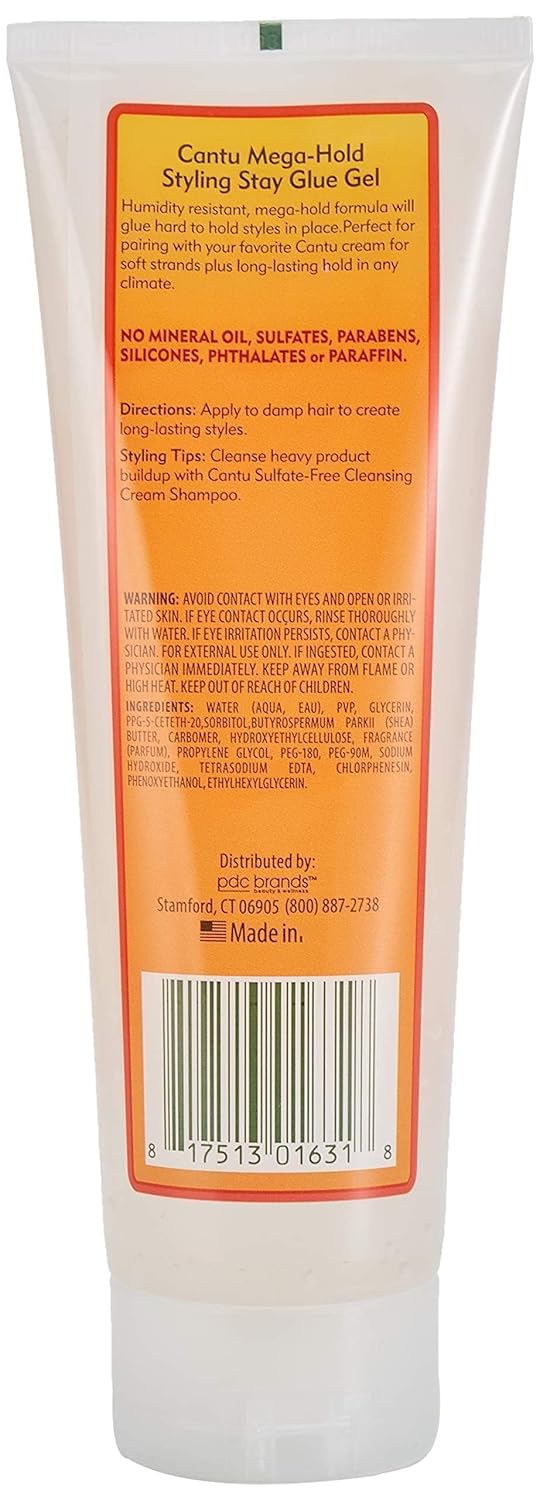 Cantu Mega-Hold
Styling Stay Glue Gel
Humidity resistant, mega-hold formula will
glue hard to hold styles in place.Perfect for
pairing with your favorite Cantu cream for
soft strands plus long-lasting hold in any
climate.
NO MINERAL OIL, SULFATES, PARABENS,
SILICONES, PHTHALATES or PARAFFIN.
Directions: Apply to damp hair to create
long-lasting styles.
Styling Tips: Cleanse heavy product
buildup with Cantu Sulfate-Free Cleansing
Cream Shampoo.
WARNING: AVOID CONTACT WITH EYES AND OPEN OR IRRI-
TATED SKIN. IF EYE CONTACT OCCURS, RINSE THOROUGHLY
WITH WATER. IF EYE IRRITATION PERSISTS, CONTACT A PHY-
SICIAN. FOR EXTERNAL USE ONLY. IF INGESTED, CONTACT A
PHYSICIAN IMMEDIATELY. KEEP AWAY FROM FLAME OR
HIGH HEAT. KEEP OUT OF REACH OF CHILDREN.
INGREDIENTS: WATER (AQUA, EAU), PVP, GLYCERIN,
PPG-5-CETETH-20,SORBITOL,BUTYROSPERMUM PARKII (SHEA)
BUTTER, CARBOMER, HYDROXYETHYLCELLULOSE, FRAGRANCE
(PARFUM), PROPYLENE GLYCOL, PEG-180, PEG-90M, SODIUM
HYDROXIDE, TETRASODIUM EDTA, CHLORPHENESIN,
PHENOXYETHANOL, ETHYLHEXYLGLYCERIN.
Distributed by:
pdc brands™
beauty & wellness
Stamford, CT 06905 (800) 887-2738
Made in.
8 17513 01631 8